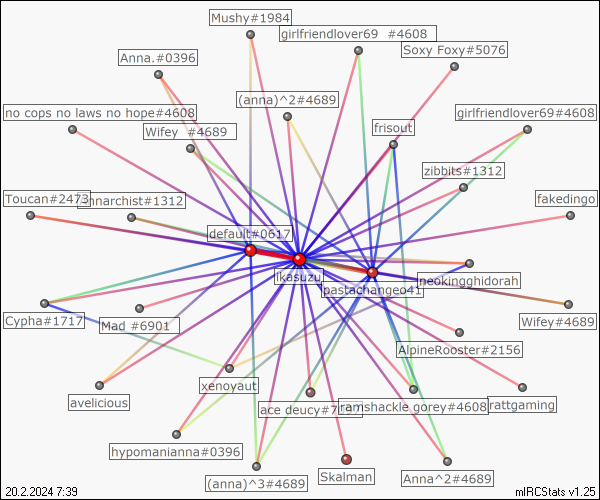 Mushy#1984
girlfriendlover69 #4608
Soxy Foxy#5076
Anna.#0396
(anna)^2#4689
no cops no laws no hope#4608
girlfriendlover69#4608
Wifey #4689
frisout
zibbits#1312
Toucan#2473
annarchist#1312
fakedingo
default#0617
ikasuzu
pastachangeo41
neokingghidorah
Cypha#1717
Mad #6901
Wifey#4689
AlpineRooster#2156
xenoyaut
avelicious
ace deucy#7
ramshackle gorey#4608
rattgaming
hypomanianna#0396
(anna)^3#4689
Skalman
Anna^2#4689
20.2.2024 7:39
mIRCStats v1.25